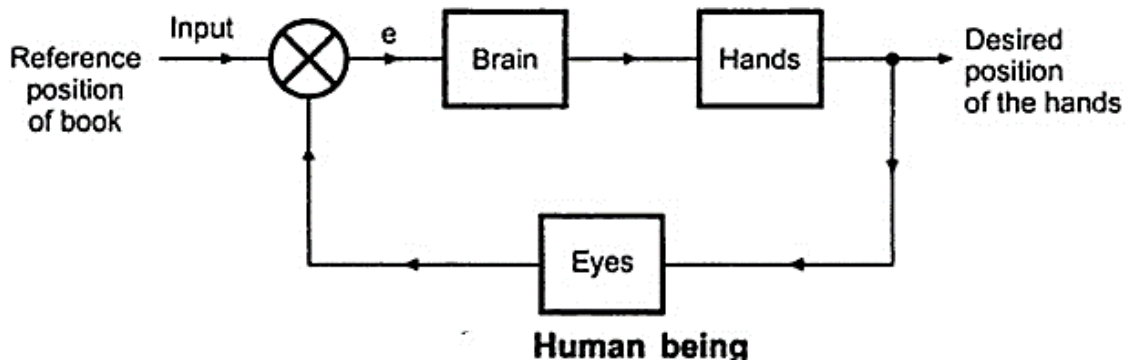 Input
Reference
position
of book
e
Brain
Hands
Desired
position
of the hands
Eyes
Human being